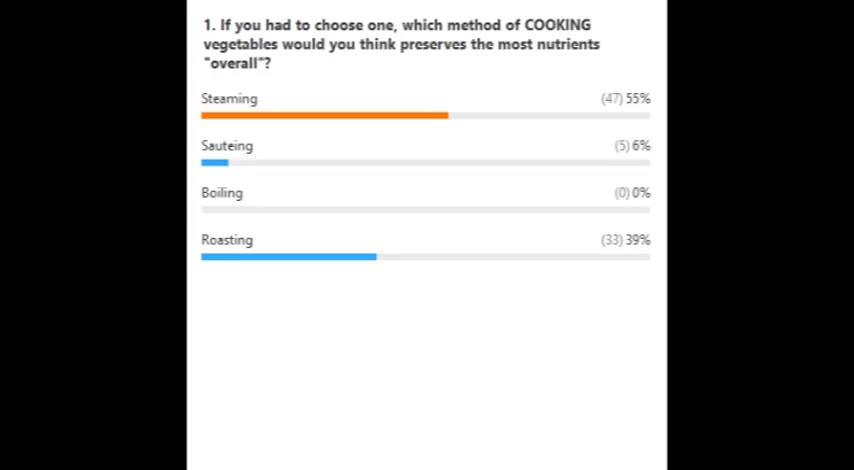 1. If you had to choose one, which method of COOKING
vegetables would you think preserves the most nutrients
"overall"?
Steaming (47) 55%
Sauteing (5) 6%
Boiling (0) 0%
Roasting (33) 39%